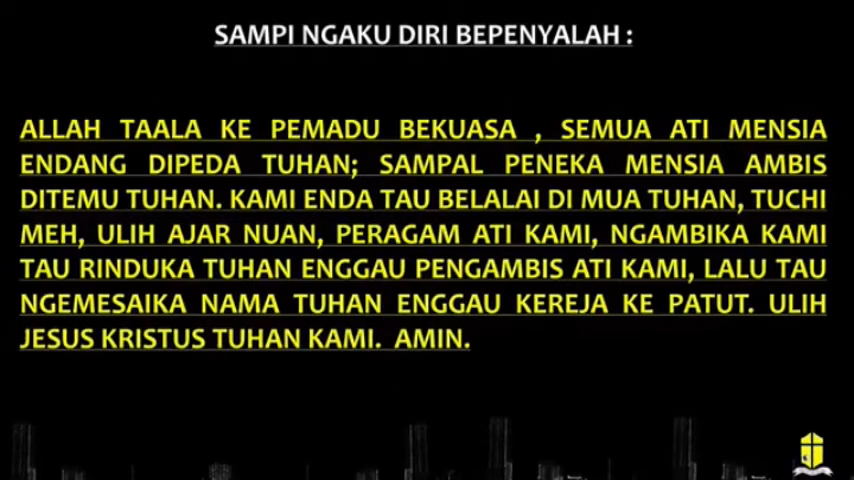 SAMPI NGAKU DIRI BEPENYALAH :
ALLAH TAALA KE PEMADU BEKUASA , SEMUA ATI MENSIA
ENDANG DIPEDA TUHAN; SAMPAL PENEKA MENSIA AMBIS
DITEMU TUHAN. KAMI ENDA TAU BELALAI DI MUA TUHAN, TUCHI
MEH, ULIH AJAR NUAN, PERAGAM ATI KAMI, NGAMBIKA KAMI
TAU RINDUKA TUHAN ENGGAU PENGAMBIS ATI KAMI, LALU TAU
NGEMESAIKA NAMA TUHAN ENGGAU KEREJA KE PATUT. ULIH
JESUS KRISTUS TUHAN KAMI. AMIN.